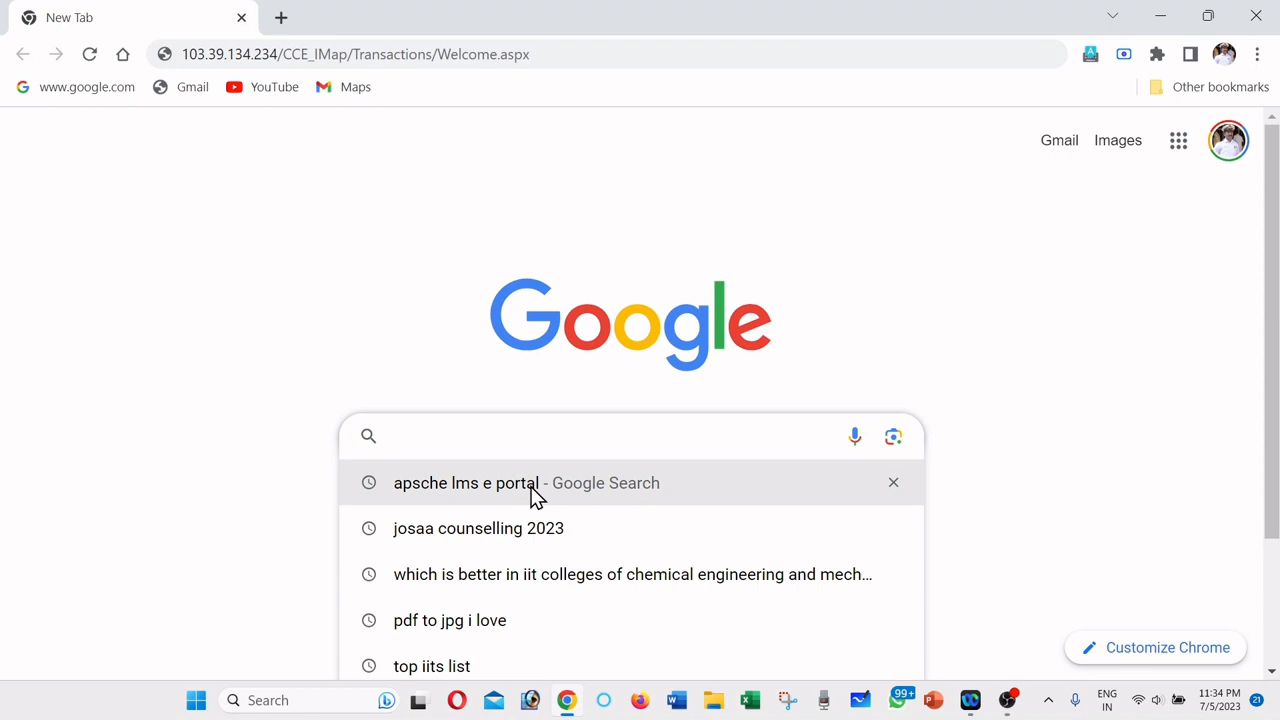 New Tab
103.39.134.234/CCE_IMap/Transactions/Welcome.aspx
www.google.com Gmail YouTube Maps Other bookmarks
Gmail Images
Google
apsche lms e portal - Google Search
josaa counselling 2023
which is better in iit colleges of chemical engineering and mech...
pdf to jpg i love
top iits list
Customize Chrome
Search 99+ ENG 11:34 PM
IN 7/5/2023 21